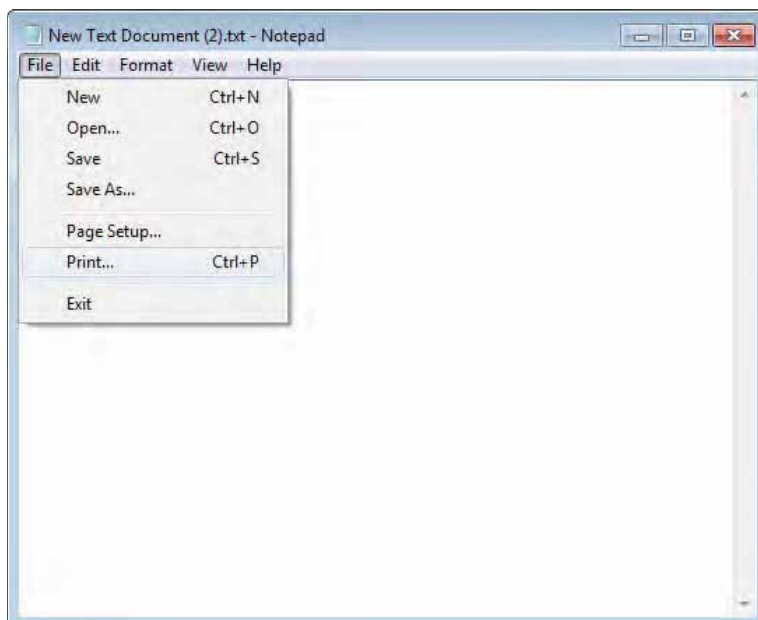 New Text Document (2).txt - Notepad
File Edit Format View Help
New Ctrl+N
Open... Ctrl+O
Save Ctrl+S
Save As...
Page Setup...
Print... Ctrl+P
Exit